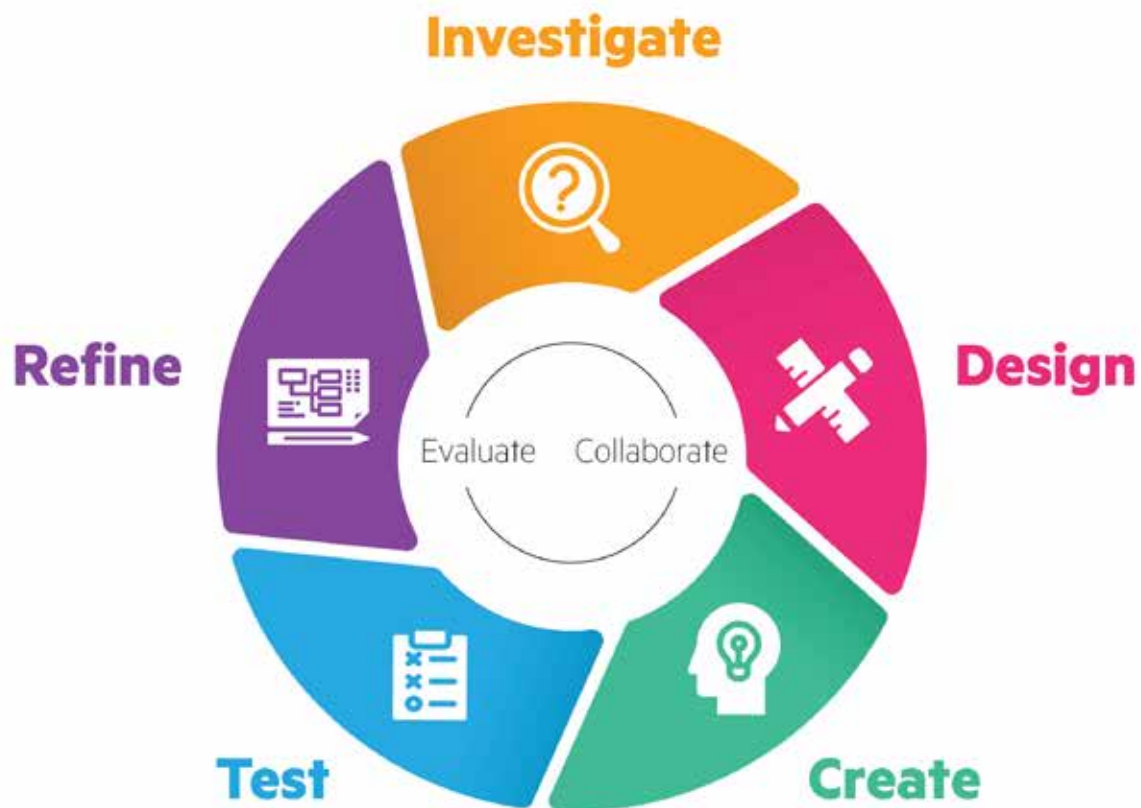 Investigate
Refine
Design
Evaluate Collaborate
Test
Create